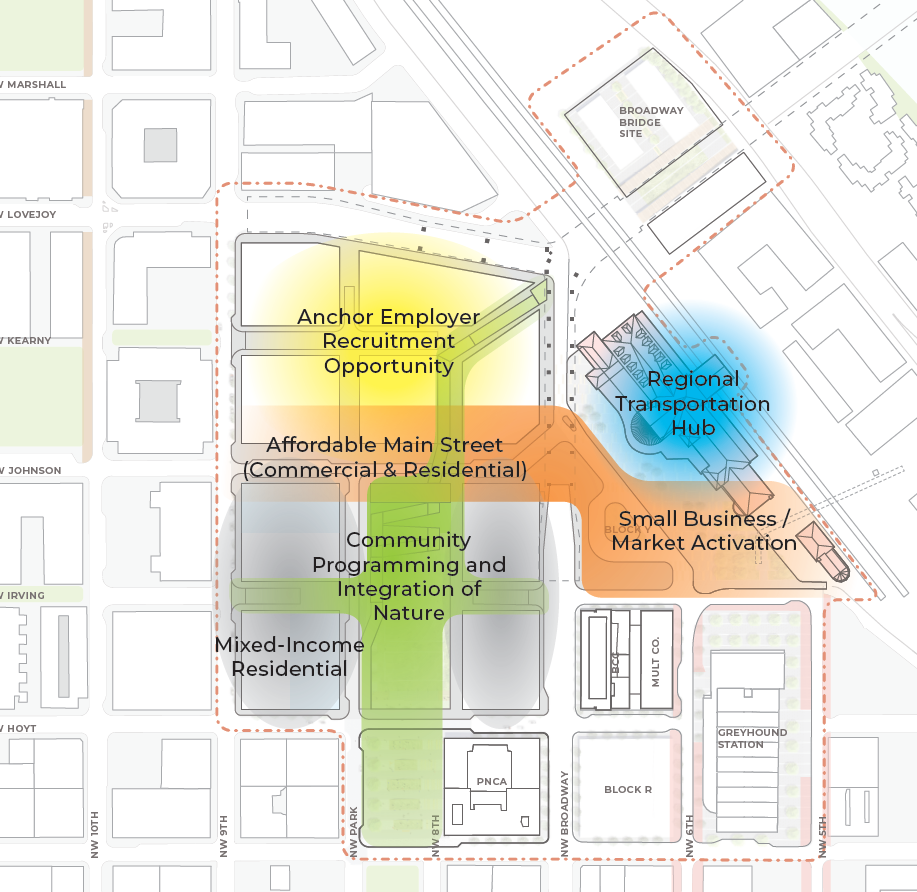 W MARSHALL
BROADWAY
BRIDGE
SITE
W LOVEJOY
W KEARNY
Anchor Employer
Recruitment
Opportunity
Regional
Transportation
Hub
Affordable Main Street
(Commercial & Residential)
W JOHNSON
Small Business /
Market Activation
BLOCK Y
Community
Programming and
Integration of
Nature
W IRVING
Mixed-Income
Residential
BCG
MULT CO.
W HOYT
GREYHOUND
STATION
PNCA
BLOCK R
NW 10TH
NW 9TH
NW PARK
NW 8TH
NW BROADWAY
NW 6TH
NW 5TH